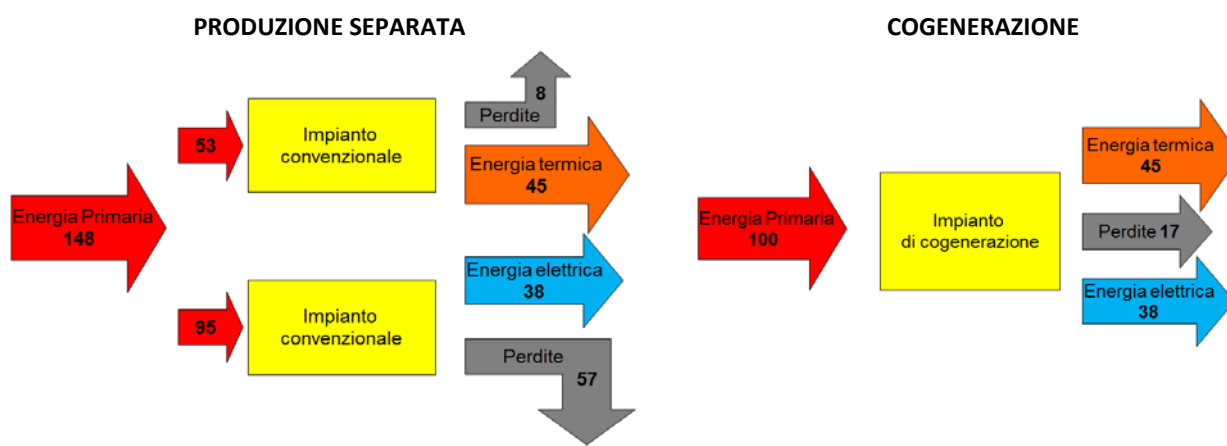 PRODUZIONE SEPARATA
COGENERAZIONE
Energia Primaria
148
53
Impianto
convenzionale
8
Perdite
Energia termica
45
95
Impianto
convenzionale
Energia elettrica
38
Perdite
57
Energia Primaria
100
Impianto
di cogenerazione
Energia termica
45
Perdite 17
Energia elettrica
38